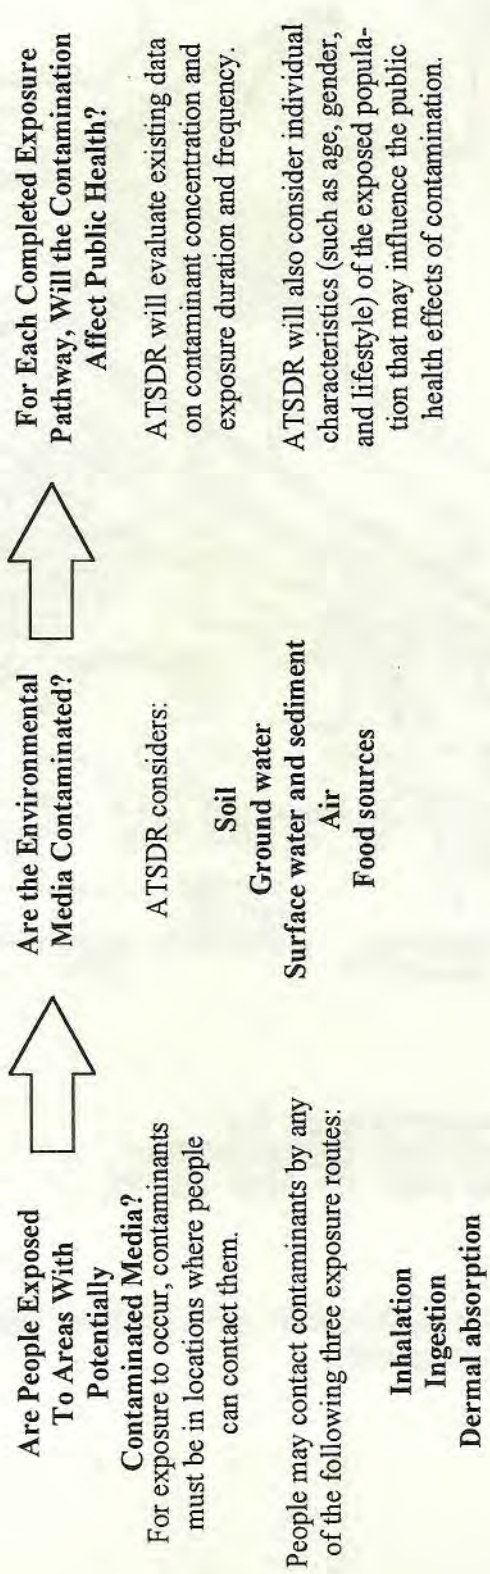 Are People Exposed
To Areas With
Potentially
Contaminated Media?
For exposure to occur, contaminants
must be in locations where people
can contact them.
People may contact contaminants by any
of the following three exposure routes:
Inhalation
Ingestion
Dermal absorption
Are the Environmental
Media Contaminated?
ATSDR considers:
Soil
Ground water
Surface water and sediment
Air
Food sources
For Each Completed Exposure
Pathway, Will the Contamination
Affect Public Health?
ATSDR will evaluate existing data
on contaminant concentration and
exposure duration and frequency.
ATSDR will also consider individual
characteristics (such as age, gender,
and lifestyle) of the exposed popula-
tion that may influence the public
health effects of contamination.